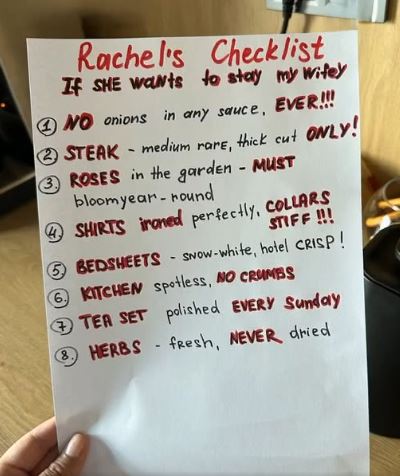 Rachel's Checklist
If SHE wants to stay my wifey
1 NO onions in any sauce, EVER!!!
2. STEAK - medium rare, thick cut ONLY!
3. ROSES in the garden - MUST
bloomyear-round
4 SHIRTS ironed perfectly, COLLARS
STIFF !!!
5. BEDSHEETS - snow-white, hotel CRISP!
6. KITCHEN spotless, NO CRUMBS
7 TEA SET polished EVERY Sunday
8. HERBS - fresh, NEVER dried